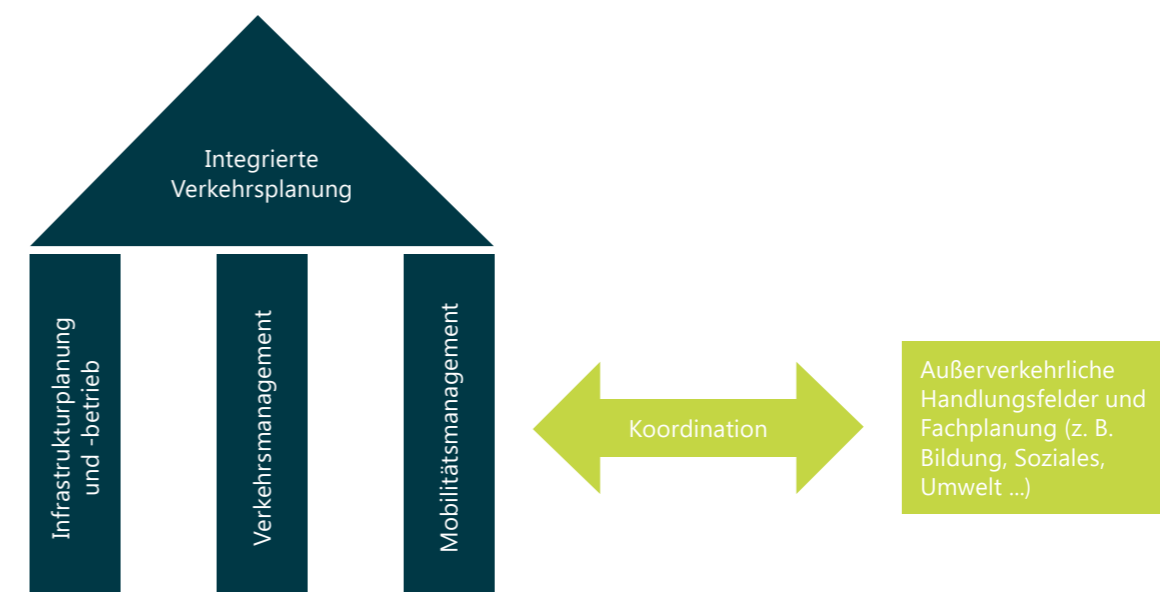 Integrierte
Verkehrsplanung
Infrastrukturplanung
und -betrieb
Verkehrsmanagement
Mobilitätsmanagement
Koordination
Außerverkehrliche
Handlungsfelder und
Fachplanung (z. B.
Bildung, Soziales,
Umwelt ...)